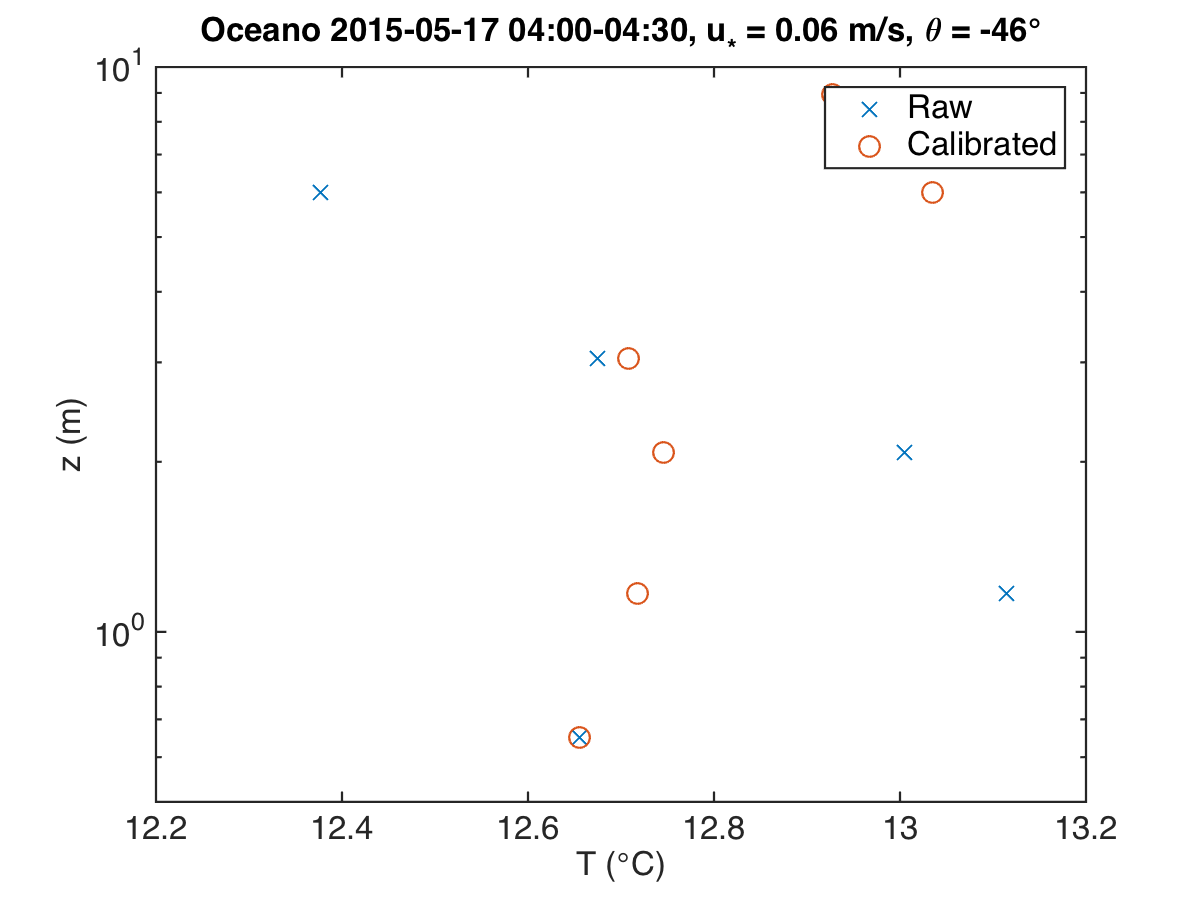 Oceano 2015-05-17 04:00-04:30, u* = 0.06 m/s, θ = -46°
10^1
Raw
Calibrated
z (m)
10^0
12.2 12.4 12.6 12.8 13 13.2
T (°C)